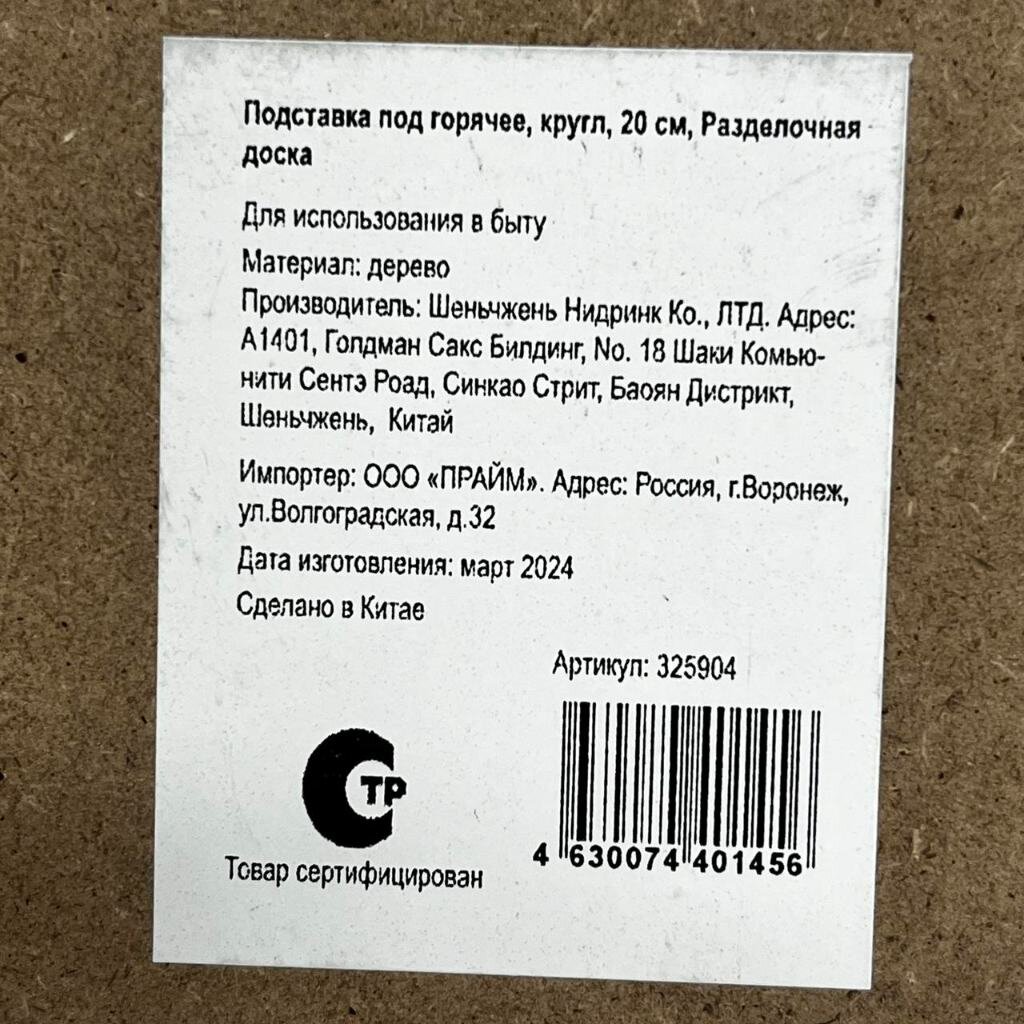 Подставка под горячее, кругл, 20 см, Разделочная
доска
Для использования в быту
Материал: дерево
Производитель: Шеньчжень Нидринк Ко., ЛТД. Адрес:
А1401, Голдман Сакс Билдинг, No. 18 Шаки Комью-
нити Сентэ Роад, Синкао Стрит, Баоян Дистрикт,
Шеньчжень, Китай
Импортер: ООО «ПРАЙМ». Адрес: Россия, г.Воронеж,
ул.Волгоградская, д.32
Дата изготовления: март 2024
Сделано в Китае
Артикул: 325904
СТР
Товар сертифицирован
4 630074 401456